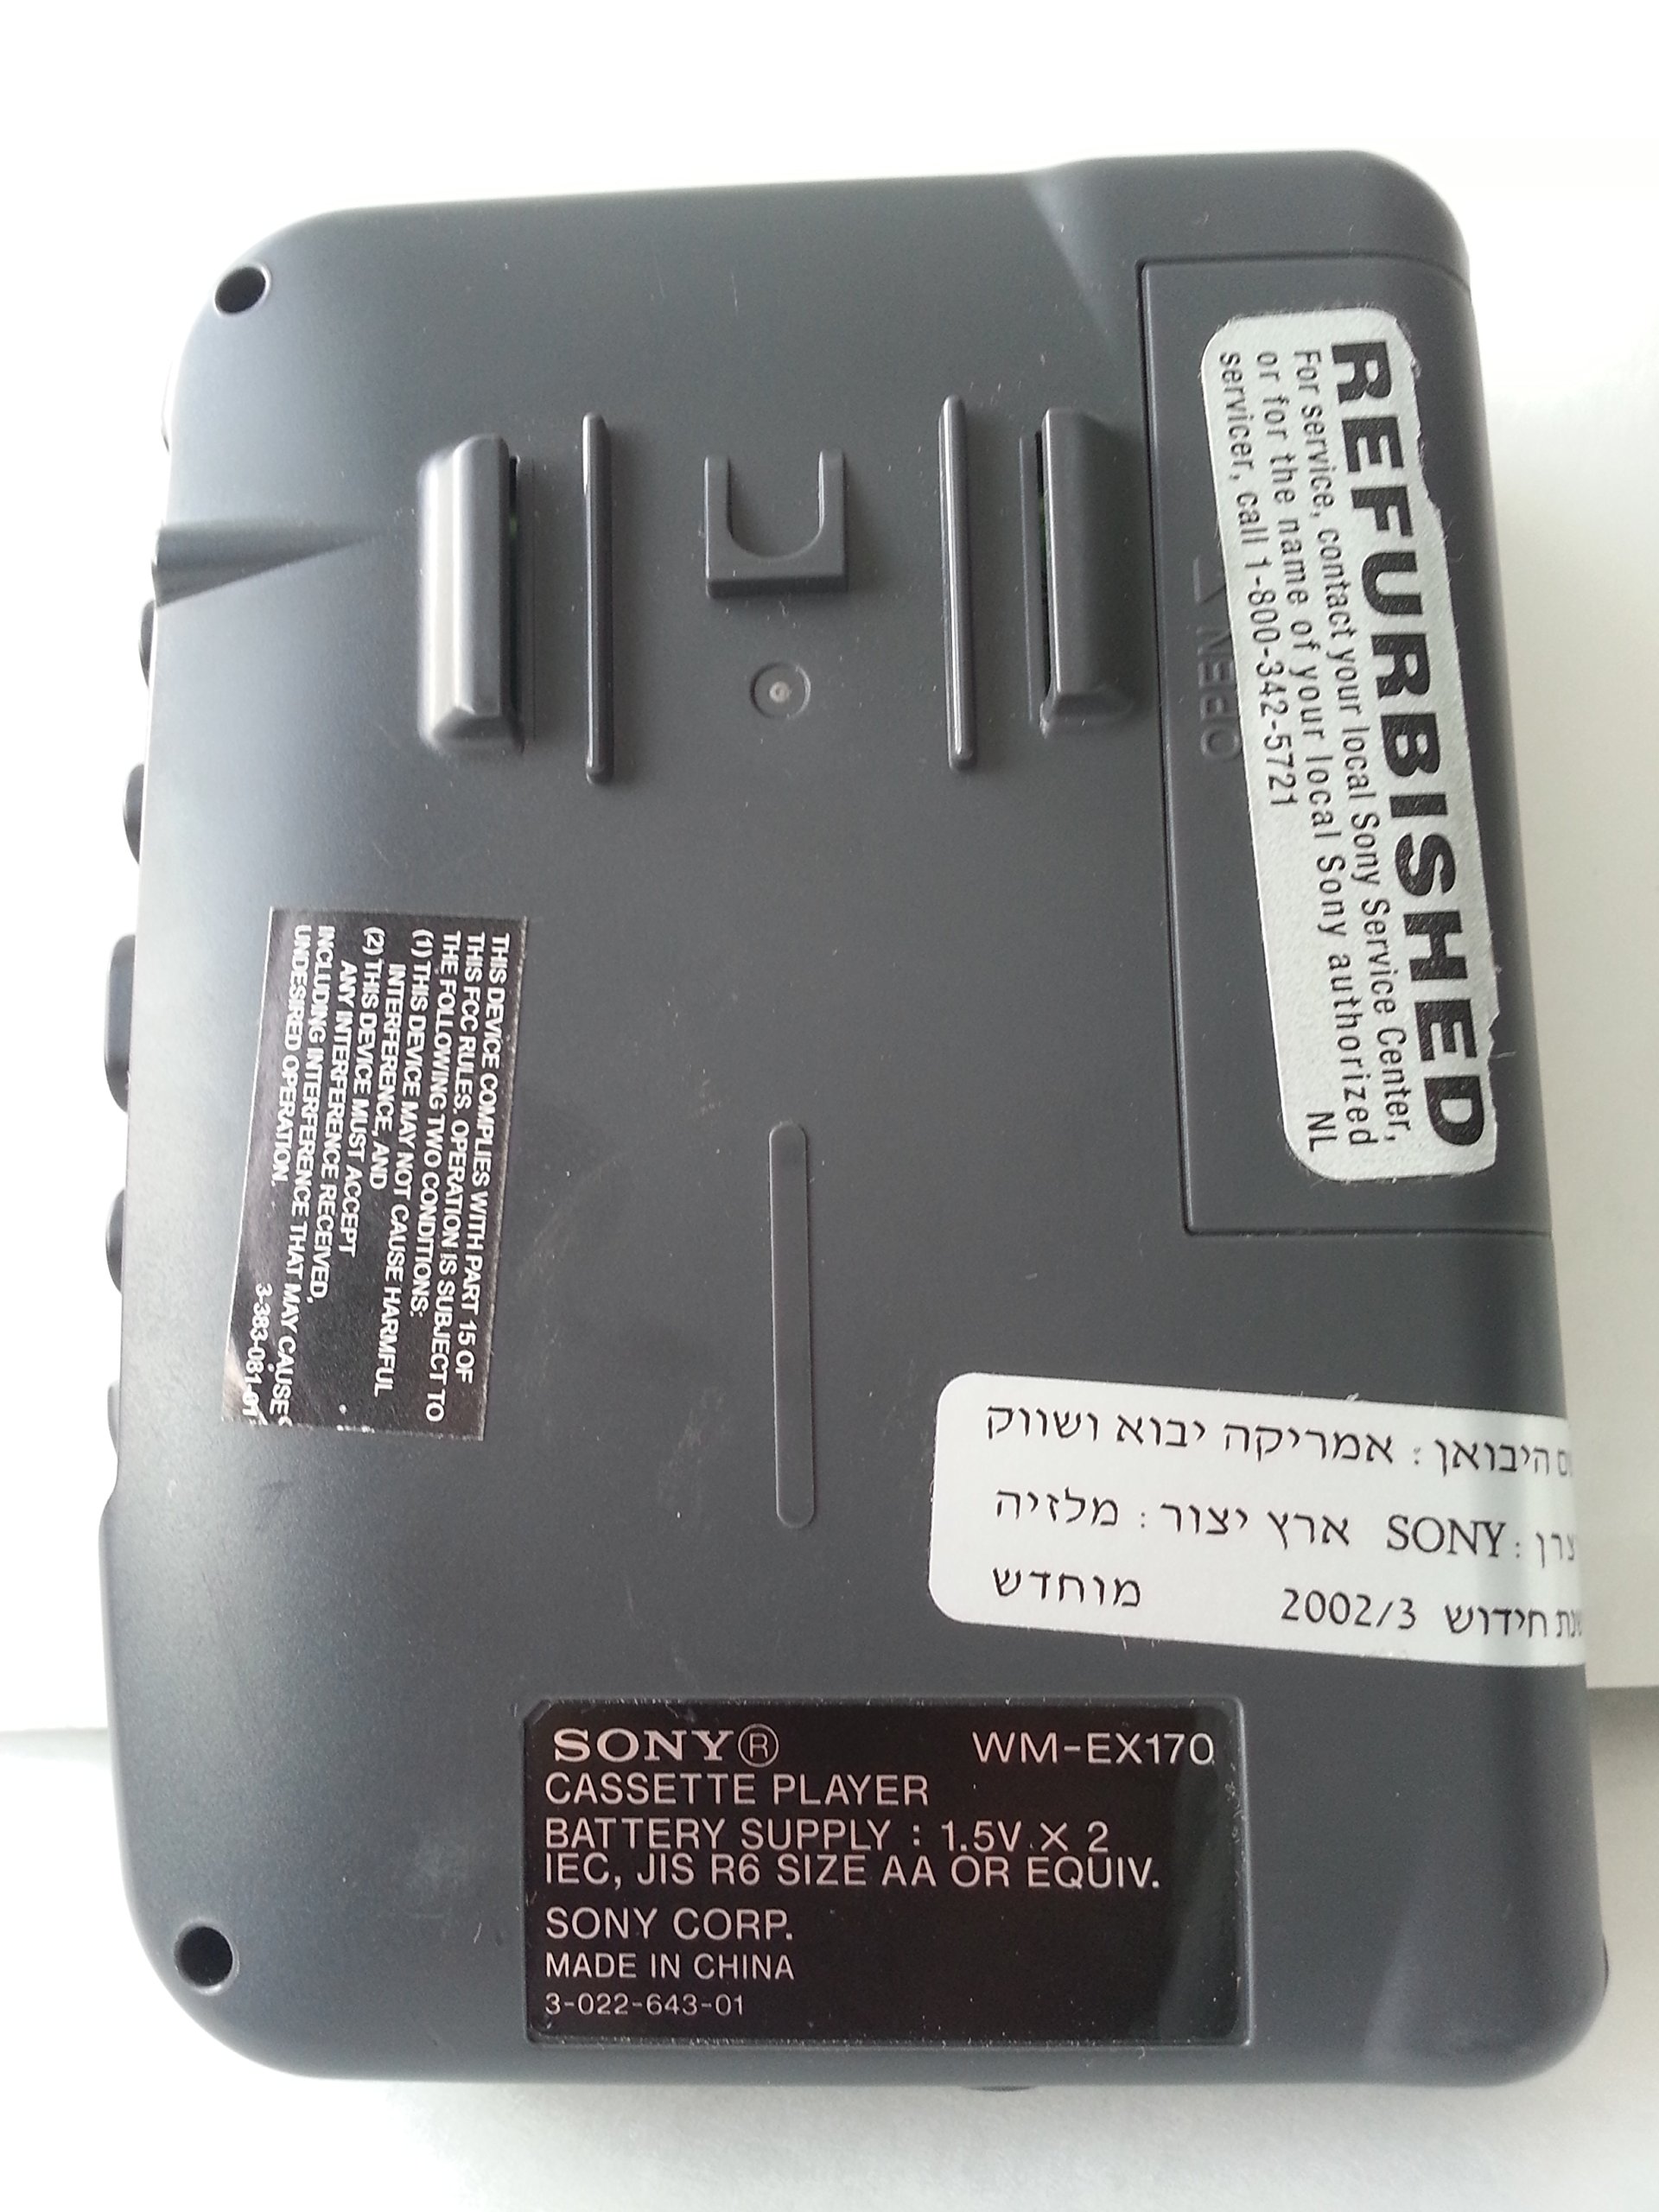 REFURBISHED
For service, contact your local Sony Service Center,
or for the name of your local Sony authorized
servicer, call 1-800-342-5721 NL
OPEN
THIS DEVICE COMPLIES WITH PART 15 OF
THIS FCC RULES. OPERATION IS SUBJECT TO
THE FOLLOWING TWO CONDITIONS:
(1) THIS DEVICE MAY NOT CAUSE HARMFUL
INTERFERENCE, AND
(2) THIS DEVICE MUST ACCEPT
ANY INTERFERENCE RECEIVED,
INCLUDING INTERFERENCE THAT MAY CAUSE
UNDESIRED OPERATION.
3-383-081-01
היבואן : אמריקה יבוא ושווק
SONY : ארץ יצור : מלזיה
חידוש 2002/3 מוחדש
SONY® WM-EX170
CASSETTE PLAYER
BATTERY SUPPLY : 1.5V × 2
IEC, JIS R6 SIZE AA OR EQUIV.
SONY CORP.
MADE IN CHINA
3-022-643-01